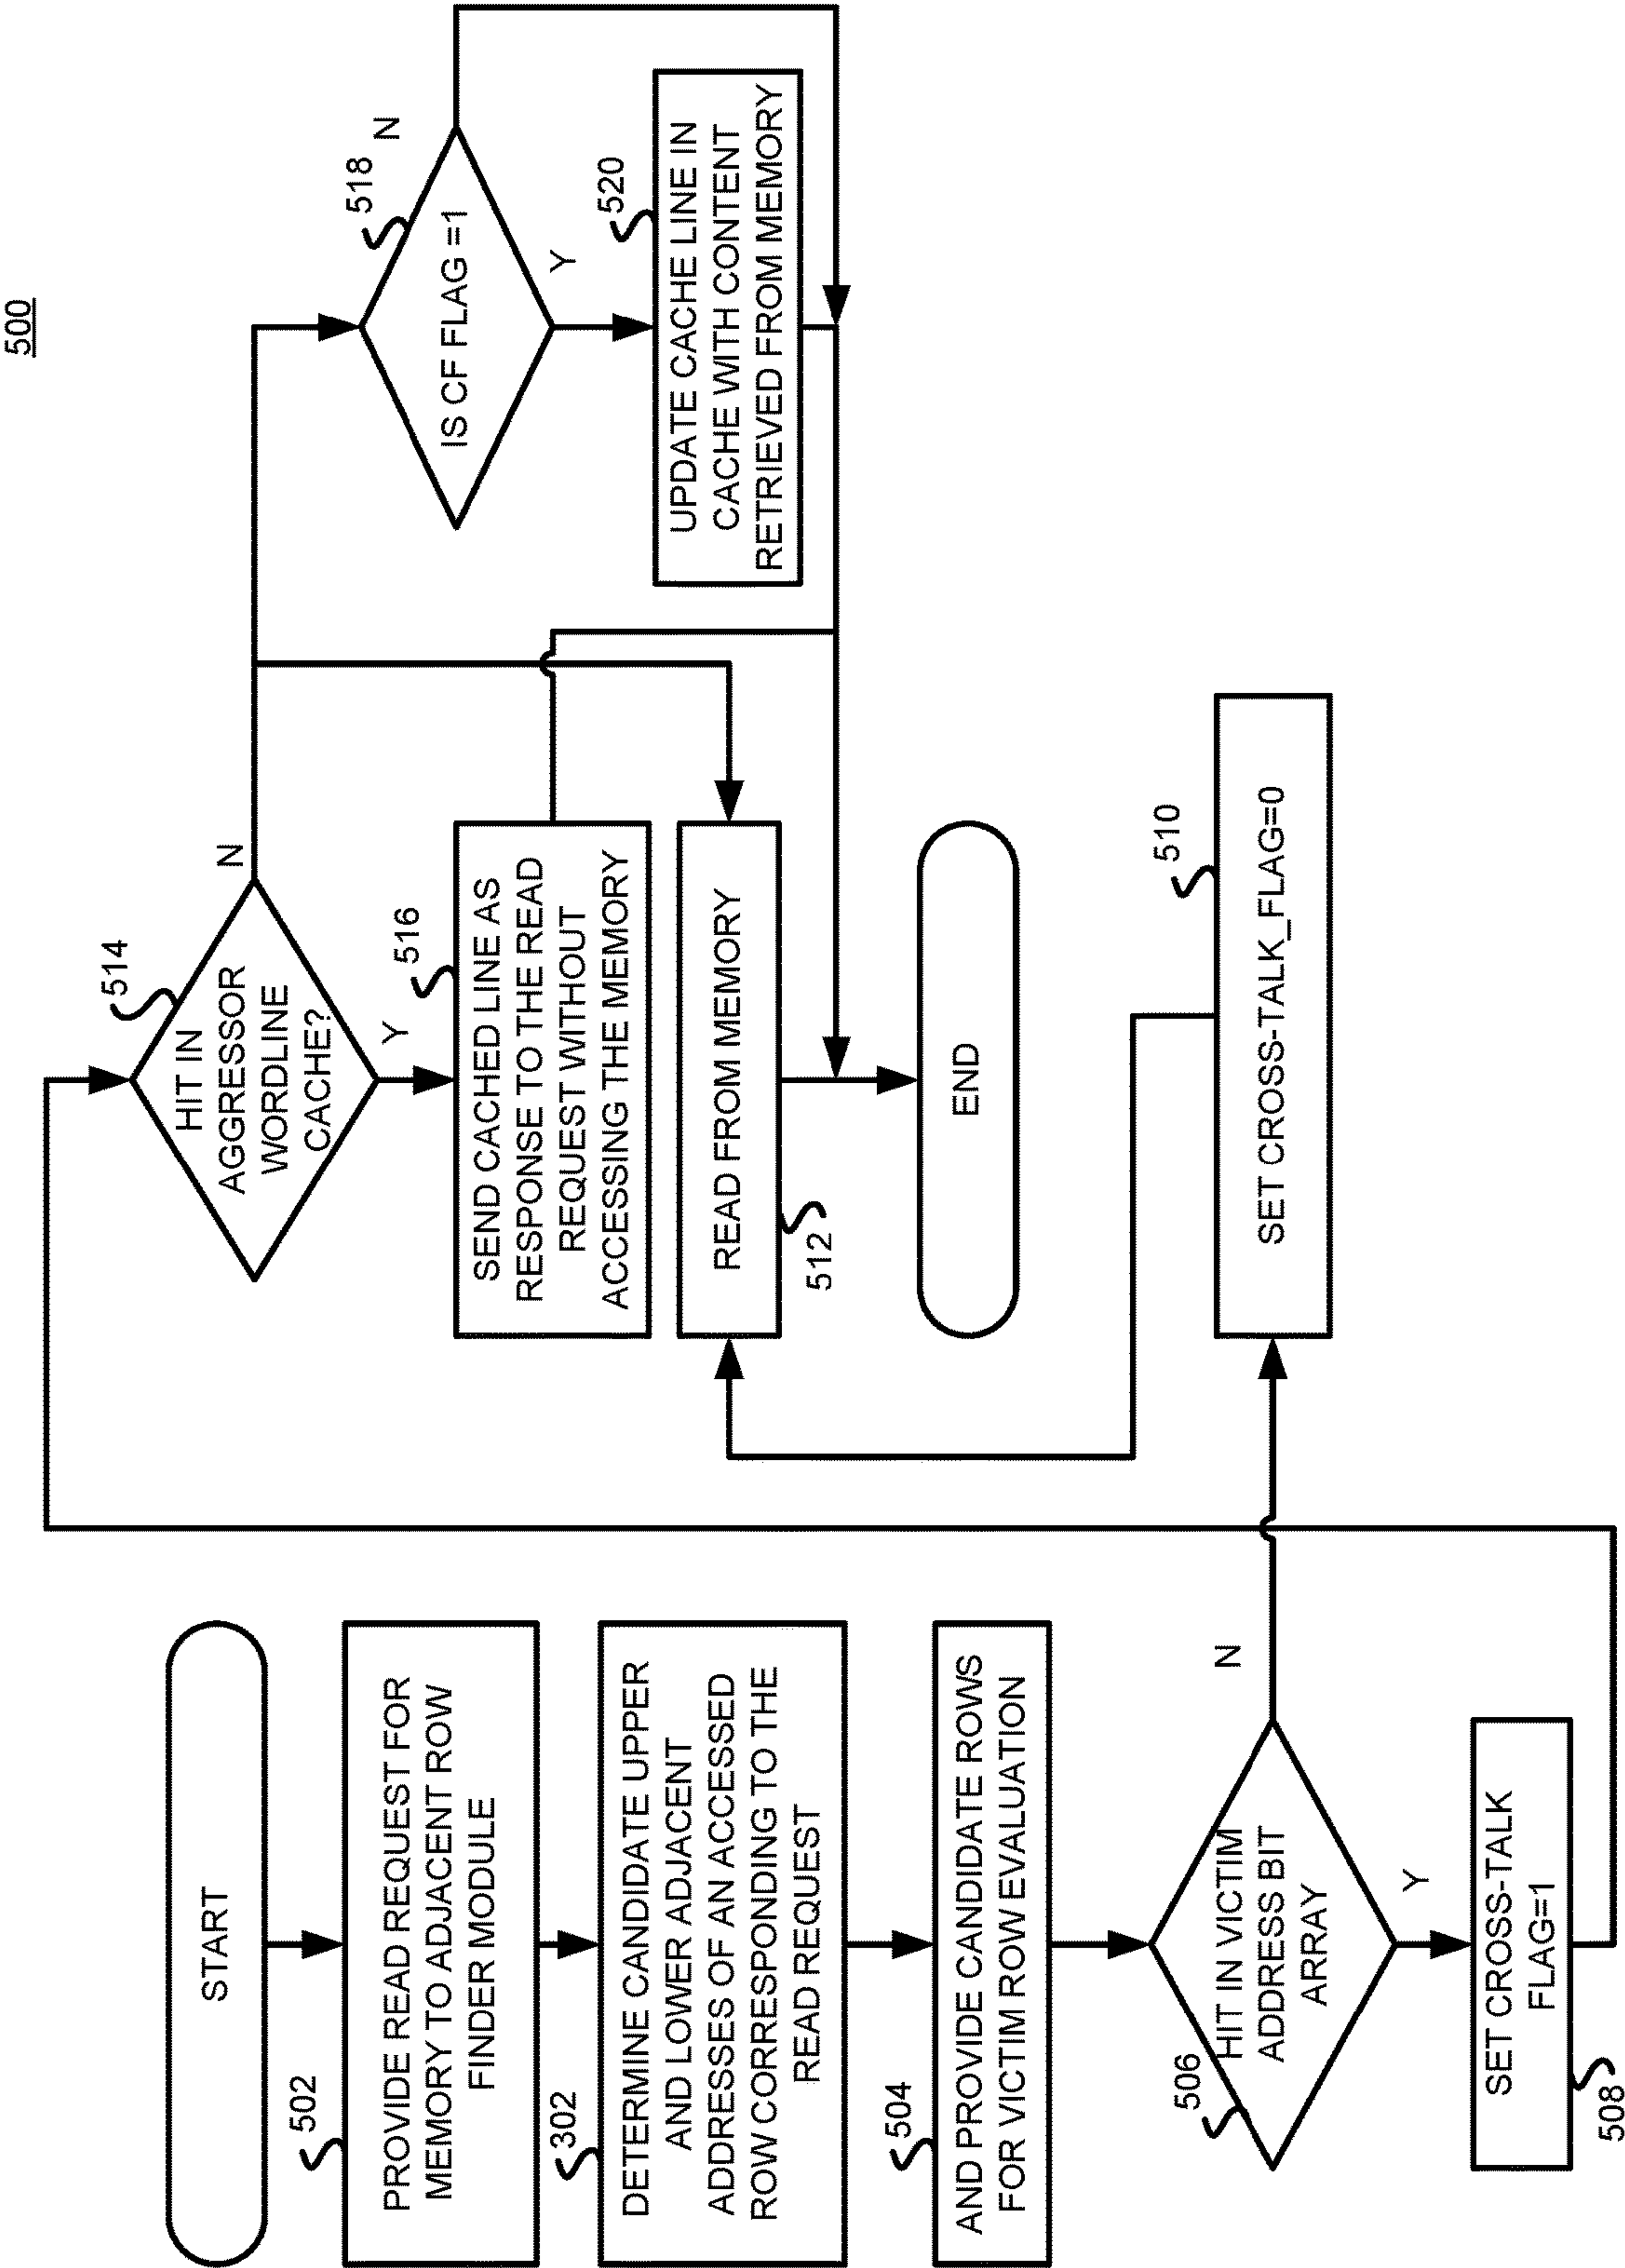 500
START
502
PROVIDE READ REQUEST FOR
MEMORY TO ADJACENT ROW
FINDER MODULE
302
DETERMINE CANDIDATE UPPER
AND LOWER ADJACENT
ADDRESSES OF AN ACCESSED
ROW CORRESPONDING TO THE
READ REQUEST
504
AND PROVIDE CANDIDATE ROWS
FOR VICTIM ROW EVALUATION
506
HIT IN VICTIM
ADDRESS BIT
ARRAY
N
Y
SET CROSS-TALK
FLAG=1
508
514
HIT IN
AGGRESSOR
WORDLINE
CACHE?
N
Y
516
SEND CACHED LINE AS
RESPONSE TO THE READ
REQUEST WITHOUT
ACCESSING THE MEMORY
READ FROM MEMORY
512
END
510
SET CROSS-TALK_FLAG=0
518
IS CF FLAG =1
N
Y
520
UPDATE CACHE LINE IN
CACHE WITH CONTENT
RETRIEVED FROM MEMORY